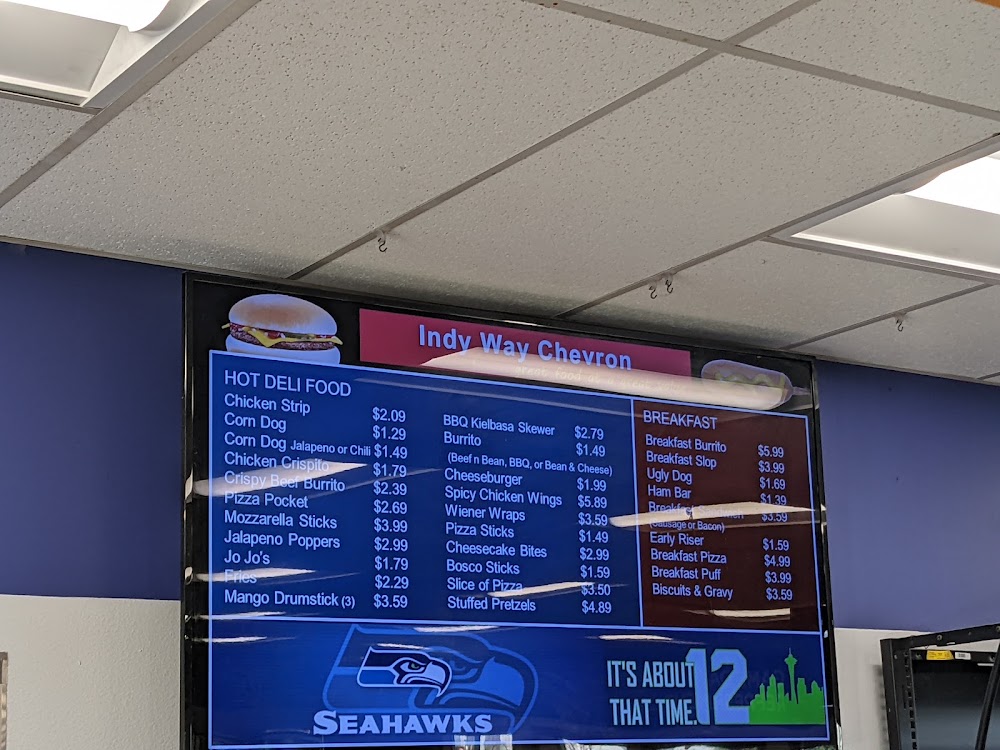 Indy Way Chevron
HOT DELI FOOD
Chicken Strip $2.09
Corn Dog $1.29
Corn Dog Jalapeno or Chili $1.49
Chicken Crispito $1.79
Crispy Beef Burrito $2.39
Pizza Pocket $2.69
Mozzarella Sticks $3.99
Jalapeno Poppers $2.99
Jo Jo's $1.79
Fries $2.29
Mango Drumstick (3) $3.59
BBQ Kielbasa Skewer $2.79
Burrito $1.49
(Beef n Bean, BBQ, or Bean & Cheese)
Cheeseburger $1.99
Spicy Chicken Wings $5.89
Wiener Wraps $3.59
Pizza Sticks $1.49
Cheesecake Bites $2.99
Bosco Sticks $1.59
Slice of Pizza $3.50
Stuffed Pretzels $4.89
BREAKFAST
Breakfast Burrito $5.99
Breakfast Slop $3.99
Ugly Dog $1.69
Ham Bar $1.39
Breakfast Sandwich $3.59
(Sausage or Bacon)
Early Riser $1.59
Breakfast Pizza $4.99
Breakfast Puff $3.99
Biscuits & Gravy $3.59
SEAHAWKS
IT'S ABOUT
THAT TIME.
12